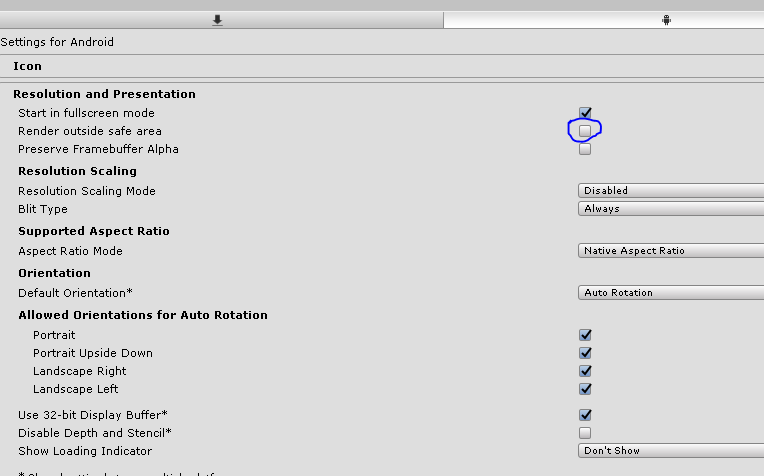 Settings for Android
Icon
Resolution and Presentation
Start in fullscreen mode
Render outside safe area
Preserve Framebuffer Alpha
Resolution Scaling
Resolution Scaling Mode Disabled
Blit Type Always
Supported Aspect Ratio
Aspect Ratio Mode Native Aspect Ratio
Orientation
Default Orientation* Auto Rotation
Allowed Orientations for Auto Rotation
Portrait
Portrait Upside Down
Landscape Right
Landscape Left
Use 32-bit Display Buffer*
Disable Depth and Stencil*
Show Loading Indicator Don't Show